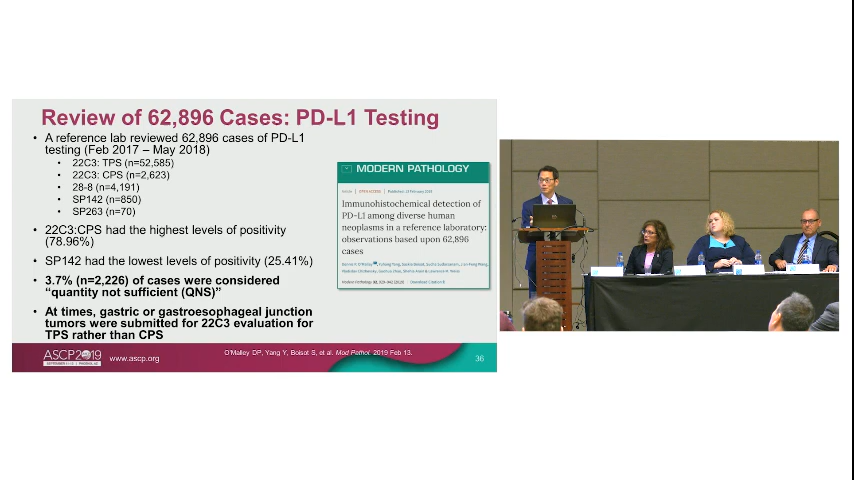 Review of 62,896 Cases: PD-L1 Testing
• A reference lab reviewed 62,896 cases of PD-L1
testing (Feb 2017 – May 2018)
• 22C3: TPS (n=52,585)
• 22C3: CPS (n=2,623)
• 28-8 (n=4,191)
• SP142 (n=850)
• SP263 (n=70)
• 22C3:CPS had the highest levels of positivity
(78.96%)
• SP142 had the lowest levels of positivity (25.41%)
• 3.7% (n=2,226) of cases were considered
“quantity not sufficient (QNS)”
• At times, gastric or gastroesophageal junction
tumors were submitted for 22C3 evaluation for
TPS rather than CPS
MODERN PATHOLOGY
Published: 13 February 2019
Immunohistochemical detection of
PD-L1 among diverse human
neoplasms in a reference laboratory:
observations based upon 62,896
cases
ASCP2019
www.ascp.org
O’Malley DP, Yang Y, Boisot S, et al. Mod Pathol. 2019 Feb 13.
36